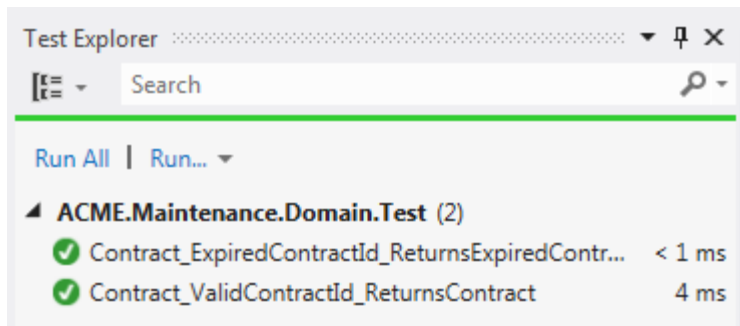 Test Explorer
Search
Run All | Run...
ACME.Maintenance.Domain.Test (2)
Contract_ExpiredContractId_ReturnsExpiredContr... < 1 ms
Contract_ValidContractId_ReturnsContract 4 ms